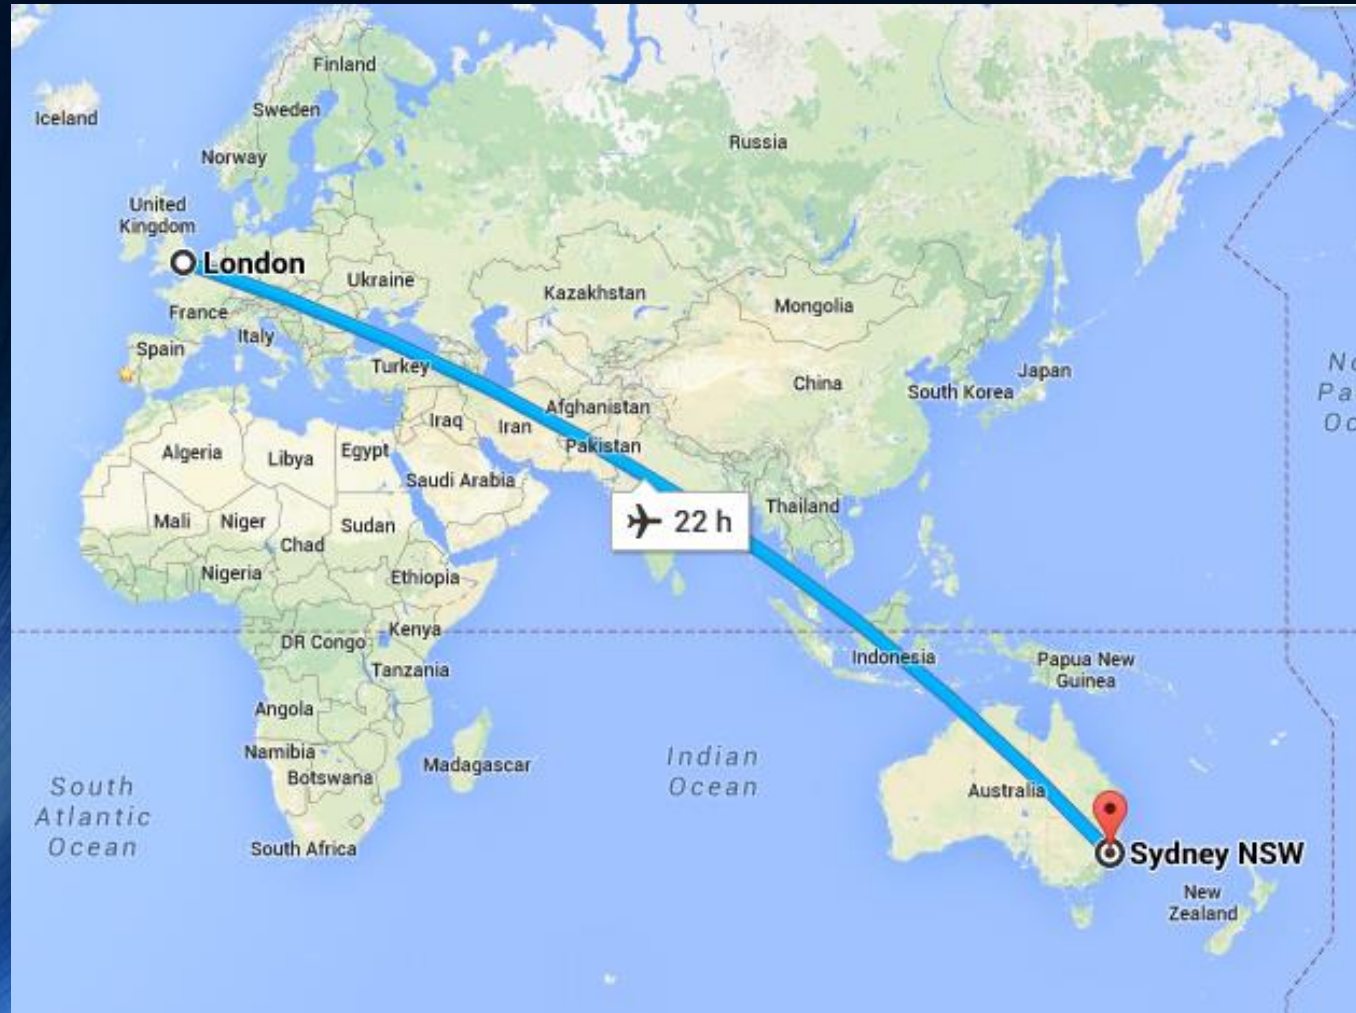 Finland
Iceland
Sweden
Russia
Norway
United
Kingdom
London
Ukraine
Kazakhstan
Mongolia
France
Italy
Spain
Turkey
Japan
China
South Korea
No
Pa
Oc
Afghanistan
Iraq
Iran
Pakistan
Algeria
Libya
Egypt
Saudi Arabia
Thailand
Mali
Niger
Sudan
22 h
Chad
Nigeria
Ethiopia
Kenya
DR Congo
Tanzania
Indonesia
Papua New
Guinea
Angola
Namibia
Botswana
Madagascar
Indian
Ocean
South
Atlantic
Ocean
Australia
South Africa
Sydney NSW
New
Zealand